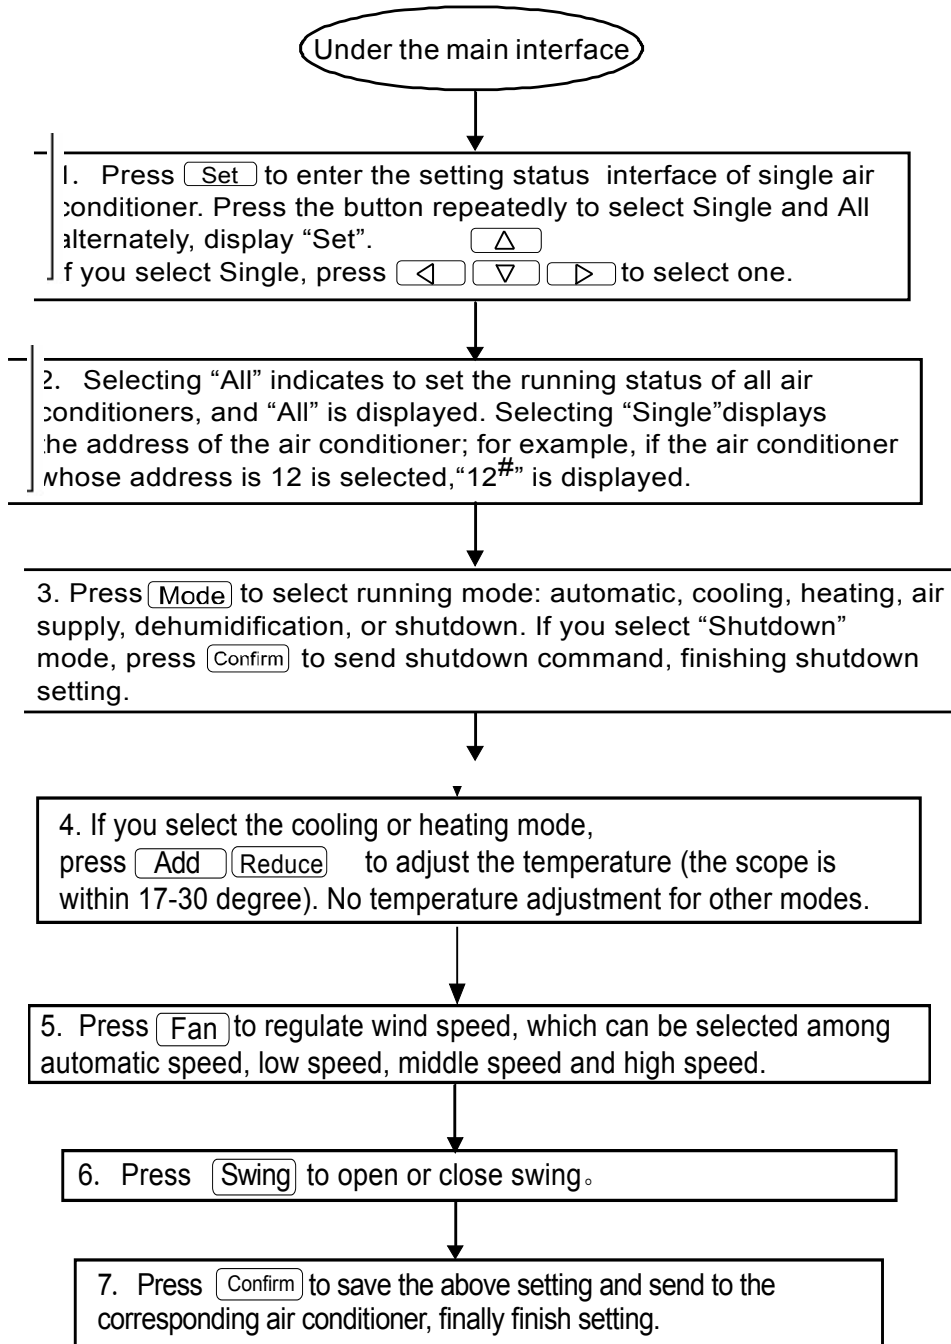 Under the main interface
1. Press Set to enter the setting status interface of single air
conditioner. Press the button repeatedly to select Single and All
alternately, display “Set”. △
If you select Single, press ◁ ▽ ▷ to select one.
2. Selecting “All” indicates to set the running status of all air
conditioners, and “All” is displayed. Selecting “Single”displays
the address of the air conditioner; for example, if the air conditioner
whose address is 12 is selected,“12#” is displayed.
3. Press Mode to select running mode: automatic, cooling, heating, air
supply, dehumidification, or shutdown. If you select “Shutdown”
mode, press Confirm to send shutdown command, finishing shutdown
setting.
4. If you select the cooling or heating mode,
press Add Reduce to adjust the temperature (the scope is
within 17-30 degree). No temperature adjustment for other modes.
5. Press Fan to regulate wind speed, which can be selected among
automatic speed, low speed, middle speed and high speed.
6. Press Swing to open or close swing。
7. Press Confirm to save the above setting and send to the
corresponding air conditioner, finally finish setting.